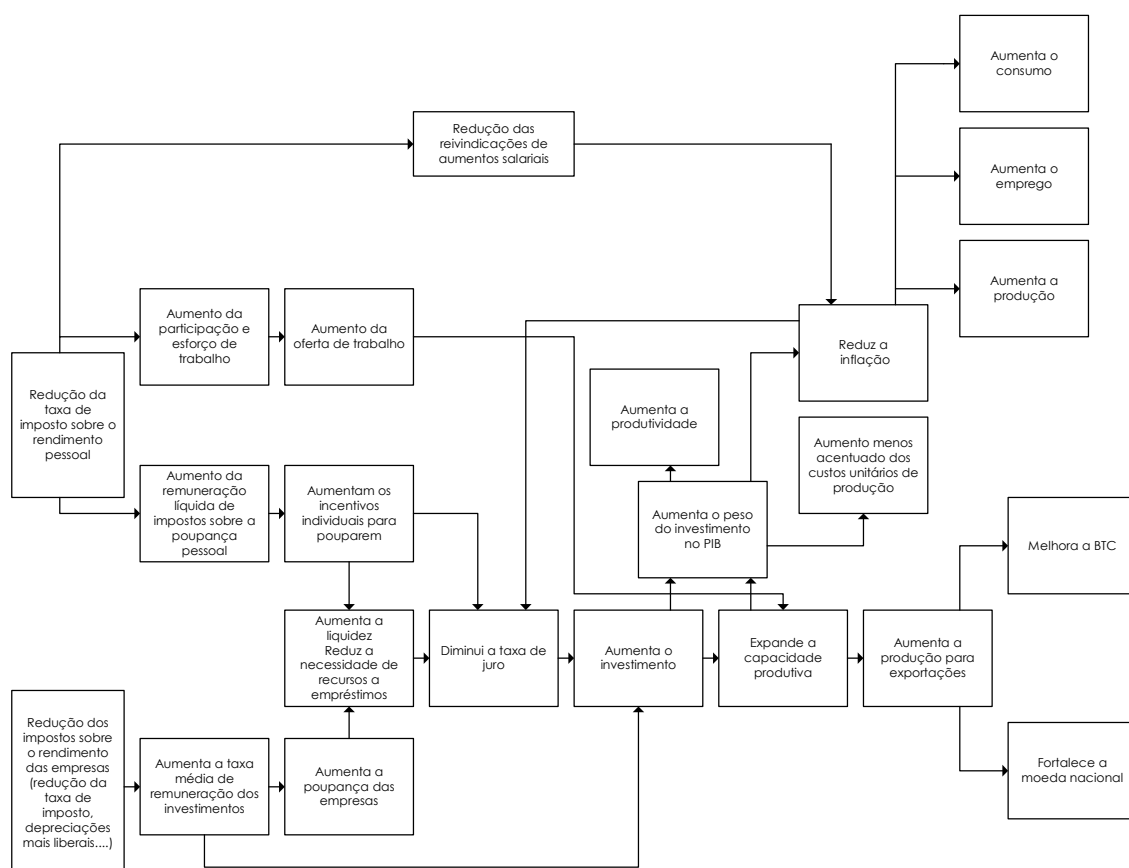 Aumenta o
consumo
Redução das
reivindicações de
aumentos salariais
Aumenta o
emprego
Aumenta a
produção
Aumento da
participação e
esforço de
trabalho
Aumento da
oferta de trabalho
Reduz a
inflação
Redução da
taxa de
imposto sobre o
rendimento
pessoal
Aumenta a
produtividade
Aumento menos
acentuado dos
custos unitários de
produção
Aumento da
remuneração
líquida de
impostos sobre a
poupança
pessoal
Aumentam os
incentivos
individuais para
pouparem
Aumenta o peso
do investimento
no PIB
Melhora a BTC
Aumenta a
liquidez
Reduz a
necessidade de
recursos a
empréstimos
Diminui a taxa de
juro
Aumenta o
investimento
Expande a
capacidade
produtiva
Aumenta a
produção para
exportações
Redução dos
impostos sobre
o rendimento
das empresas
(redução da
taxa de
imposto,
depreciações
mais liberais....)
Aumenta a taxa
média de
remuneração dos
investimentos
Aumenta a
poupança das
empresas
Fortalece a
moeda nacional